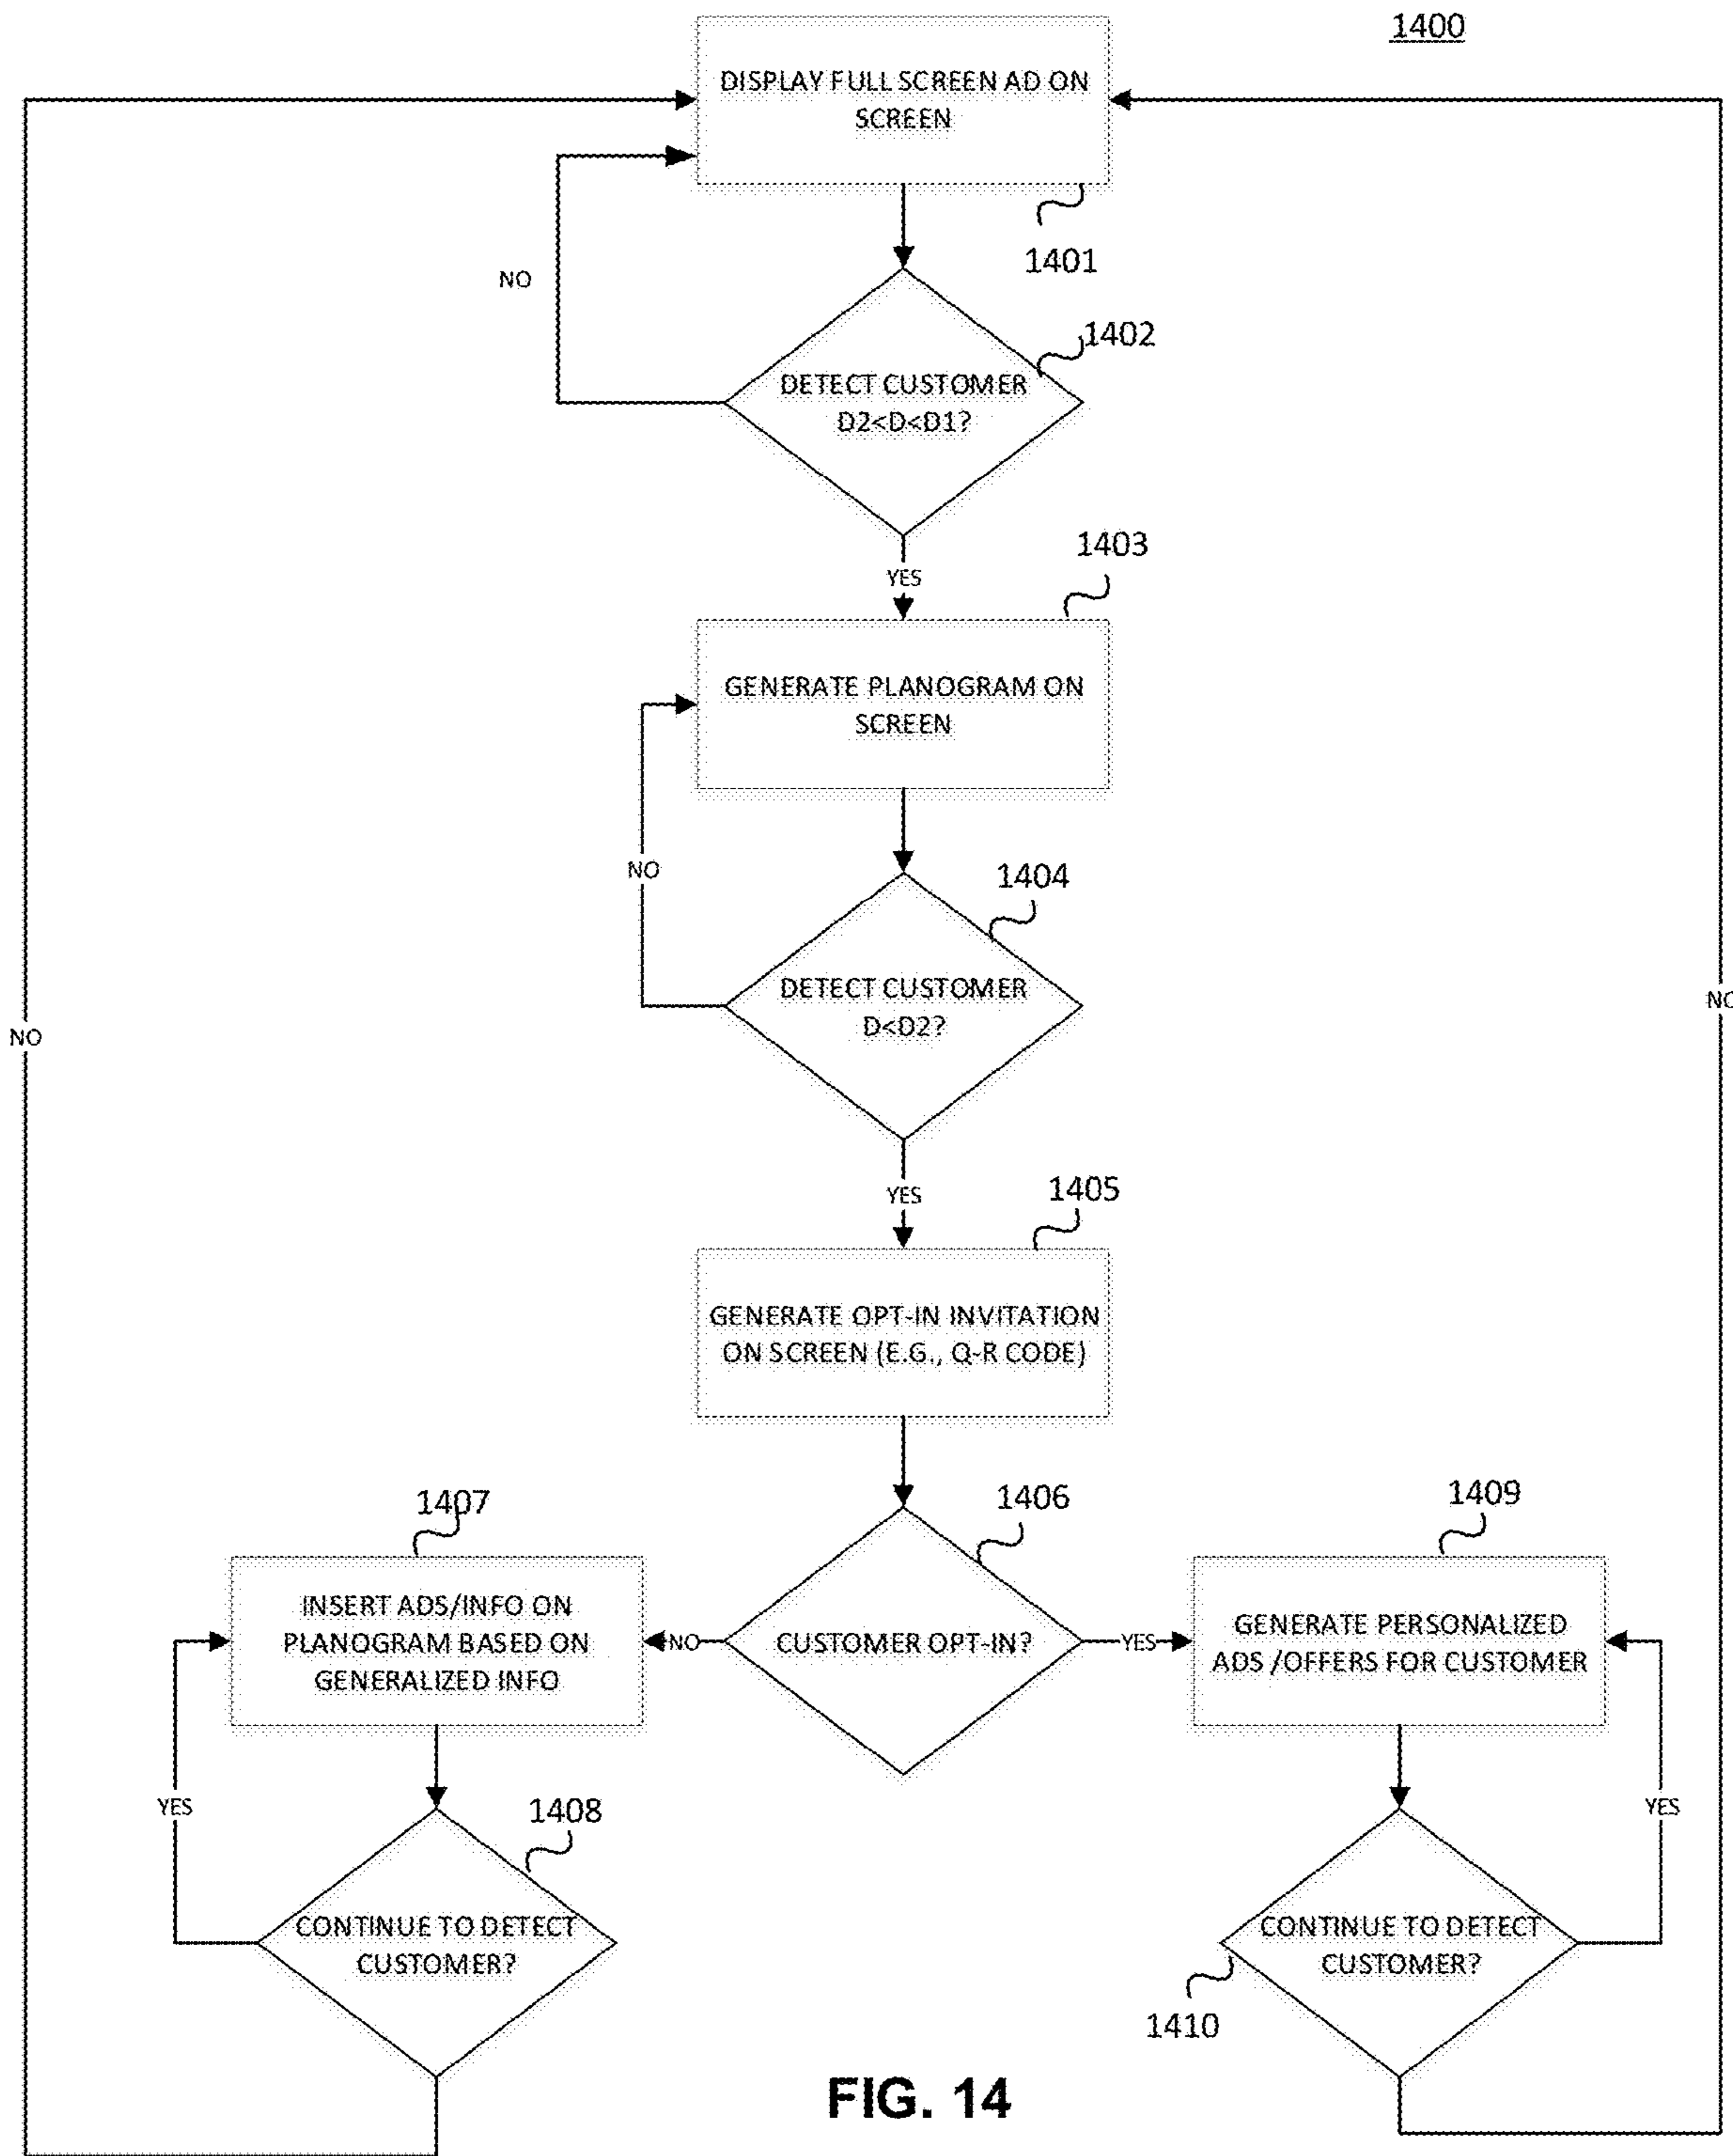 1400
DISPLAY FULL SCREEN AD ON
SCREEN
1401
NO
1402
DETECT CUSTOMER
D2<D<D1?
YES
1403
GENERATE PLANOGRAM ON
SCREEN
NO
1404
DETECT CUSTOMER
D<D2?
NO
NO
YES
1405
GENERATE OPT-IN INVITATION
ON SCREEN (E.G., Q-R CODE)
1406
CUSTOMER OPT-IN?
NO
YES
1407
INSERT ADS/INFO ON
PLANOGRAM BASED ON
GENERALIZED INFO
1409
GENERATE PERSONALIZED
ADS /OFFERS FOR CUSTOMER
YES
1408
CONTINUE TO DETECT
CUSTOMER?
YES
CONTINUE TO DETECT
CUSTOMER?
1410
FIG. 14